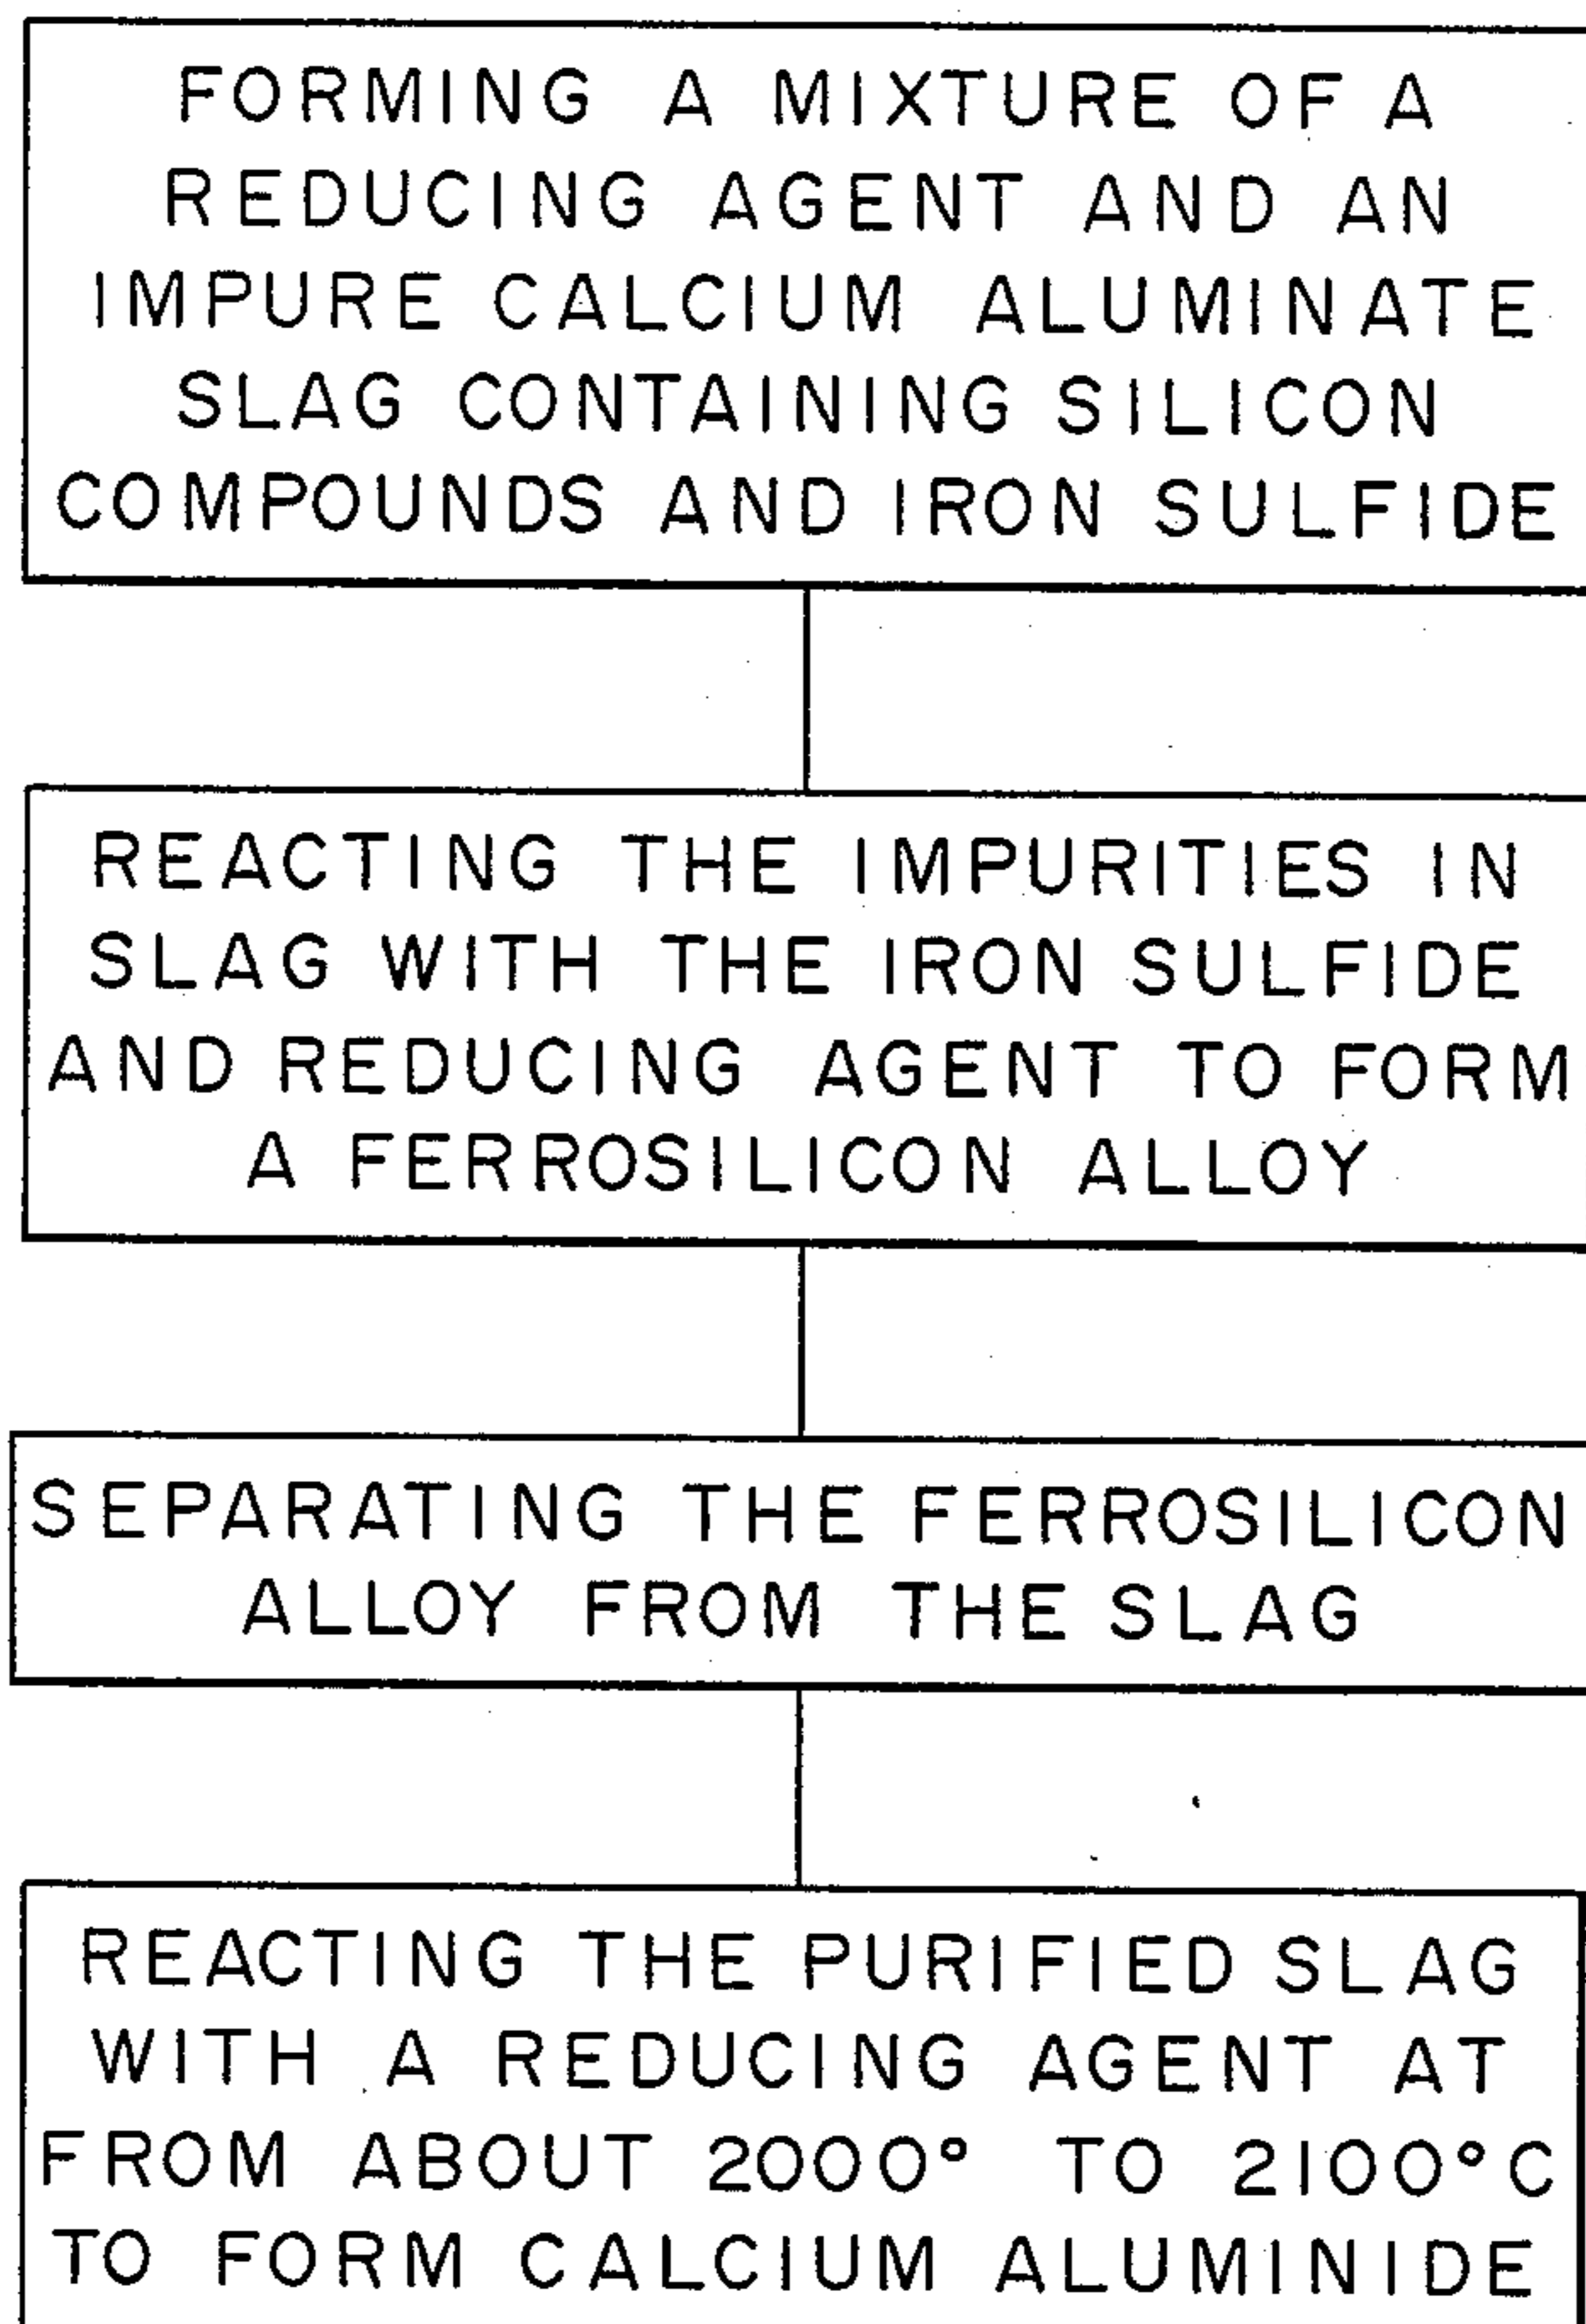 FORMING A MIXTURE OF A
REDUCING AGENT AND AN
IMPURE CALCIUM ALUMINATE
SLAG CONTAINING SILICON
COMPOUNDS AND IRON SULFIDE
REACTING THE IMPURITIES IN
SLAG WITH THE IRON SULFIDE
AND REDUCING AGENT TO FORM
A FERROSILICON ALLOY
SEPARATING THE FERROSILICON
ALLOY FROM THE SLAG
REACTING THE PURIFIED SLAG
WITH A REDUCING AGENT AT
FROM ABOUT 2000° TO 2100°C
TO FORM CALCIUM ALUMINIDE